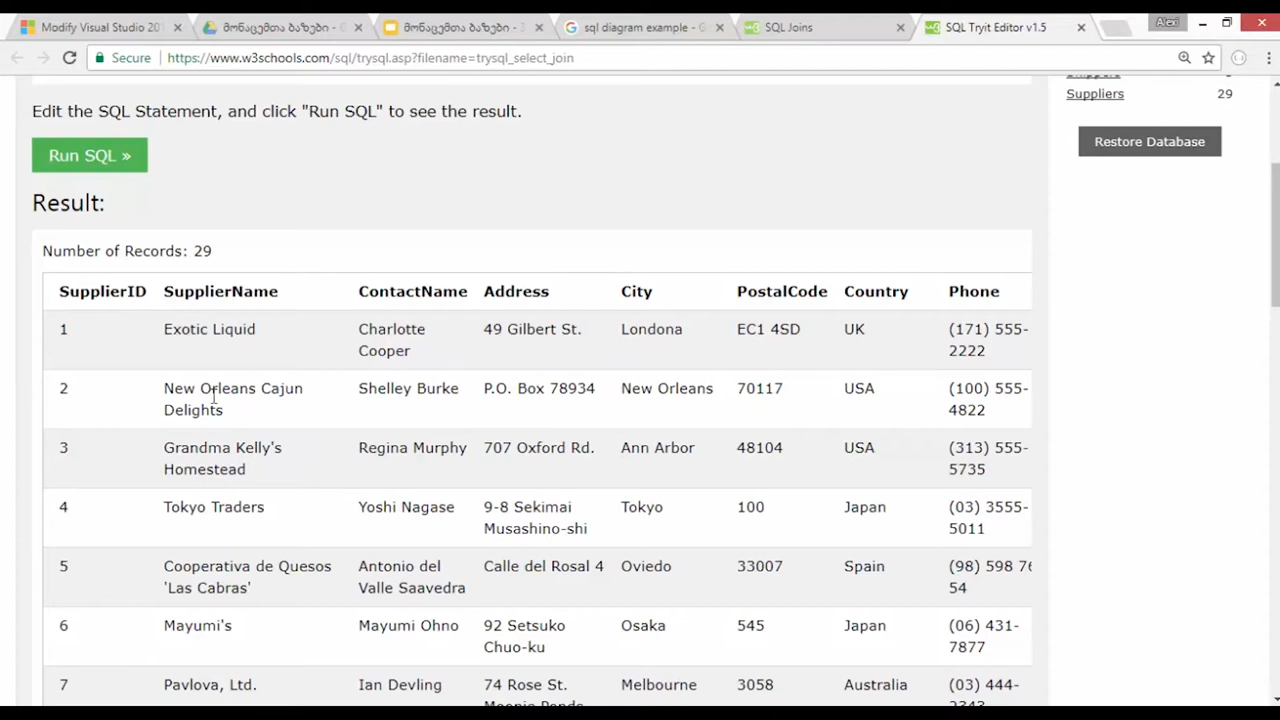 Modify Visual Studio 201
მონაცემთა ბაზები - G
მონაცემთა ბაზები - პ
sql diagram example - G
SQL Joins
SQL Tryit Editor v1.5
Alexi
Secure https://www.w3schools.com/sql/trysql.asp?filename=trysql_select_join
Suppliers 29
Edit the SQL Statement, and click "Run SQL" to see the result.
Run SQL »
Restore Database
Result:
Number of Records: 29
SupplierID SupplierName ContactName Address City PostalCode Country Phone
1 Exotic Liquid Charlotte 49 Gilbert St. Londona EC1 4SD UK (171) 555-
Cooper 2222
2 New Orleans Cajun Shelley Burke P.O. Box 78934 New Orleans 70117 USA (100) 555-
Delights 4822
3 Grandma Kelly's Regina Murphy 707 Oxford Rd. Ann Arbor 48104 USA (313) 555-
Homestead 5735
4 Tokyo Traders Yoshi Nagase 9-8 Sekimai Tokyo 100 Japan (03) 3555-
Musashino-shi 5011
5 Cooperativa de Quesos Antonio del Calle del Rosal 4 Oviedo 33007 Spain (98) 598 76
'Las Cabras' Valle Saavedra 54
6 Mayumi's Mayumi Ohno 92 Setsuko Osaka 545 Japan (06) 431-
Chuo-ku 7877
7 Pavlova, Ltd. Ian Devling 74 Rose St. Melbourne 3058 Australia (03) 444-